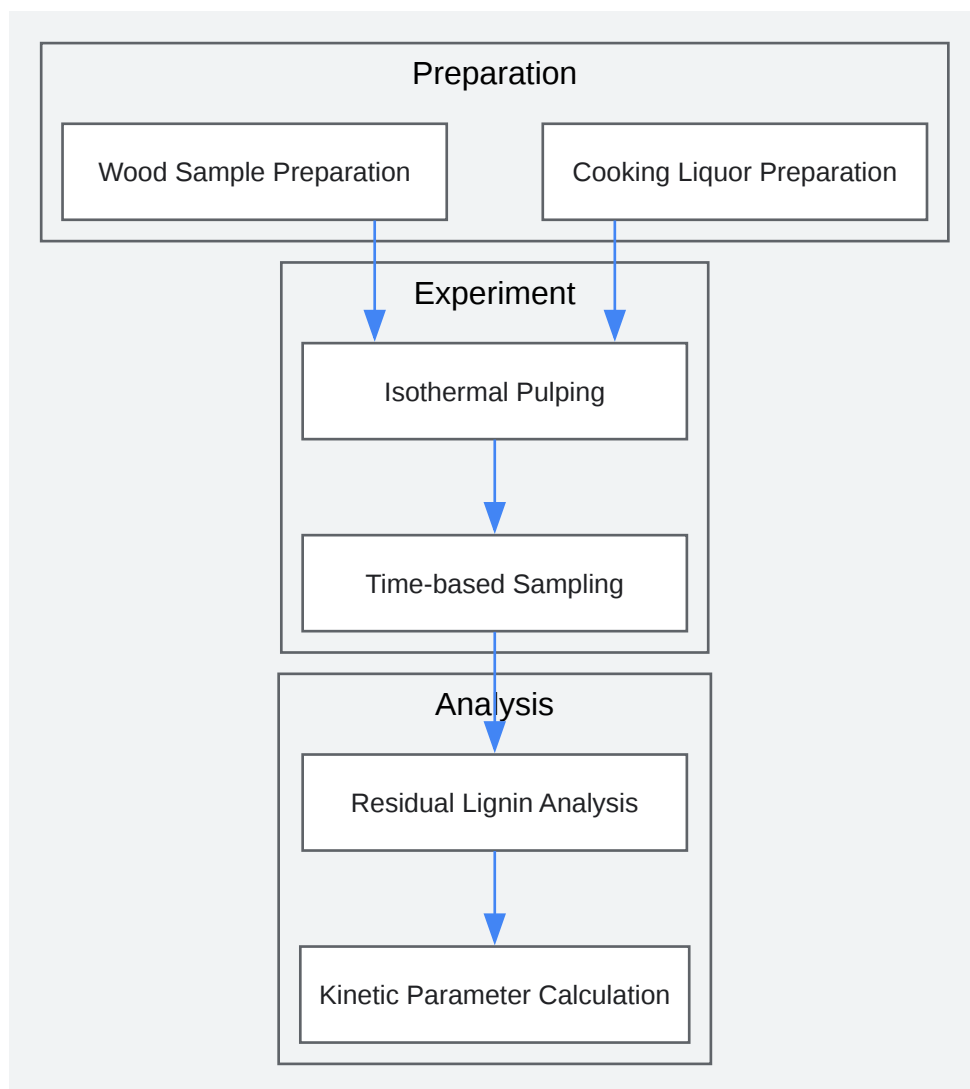 Preparation
Wood Sample Preparation
Cooking Liquor Preparation
Experiment
Isothermal Pulping
Time-based Sampling
Analysis
Residual Lignin Analysis
Kinetic Parameter Calculation